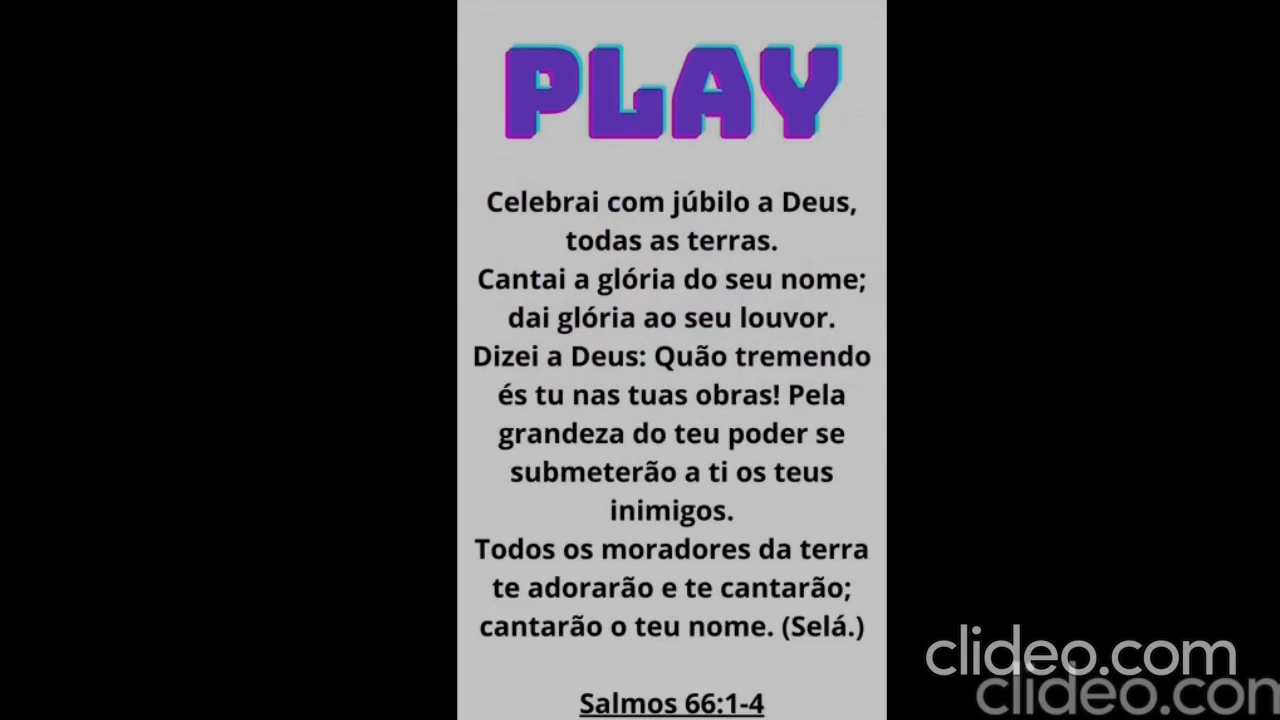 PLAY
Celebrai com júbilo a Deus,
todas as terras.
Cantai a glória do seu nome;
dai glória ao seu louvor.
Dizei a Deus: Quão tremendo
és tu nas tuas obras! Pela
grandeza do teu poder se
submeterão a ti os teus
inimigos.
Todos os moradores da terra
te adorarão e te cantarão;
cantarão o teu nome. (Selá.)
Salmos 66:1-4
clideo.com
clideo.con